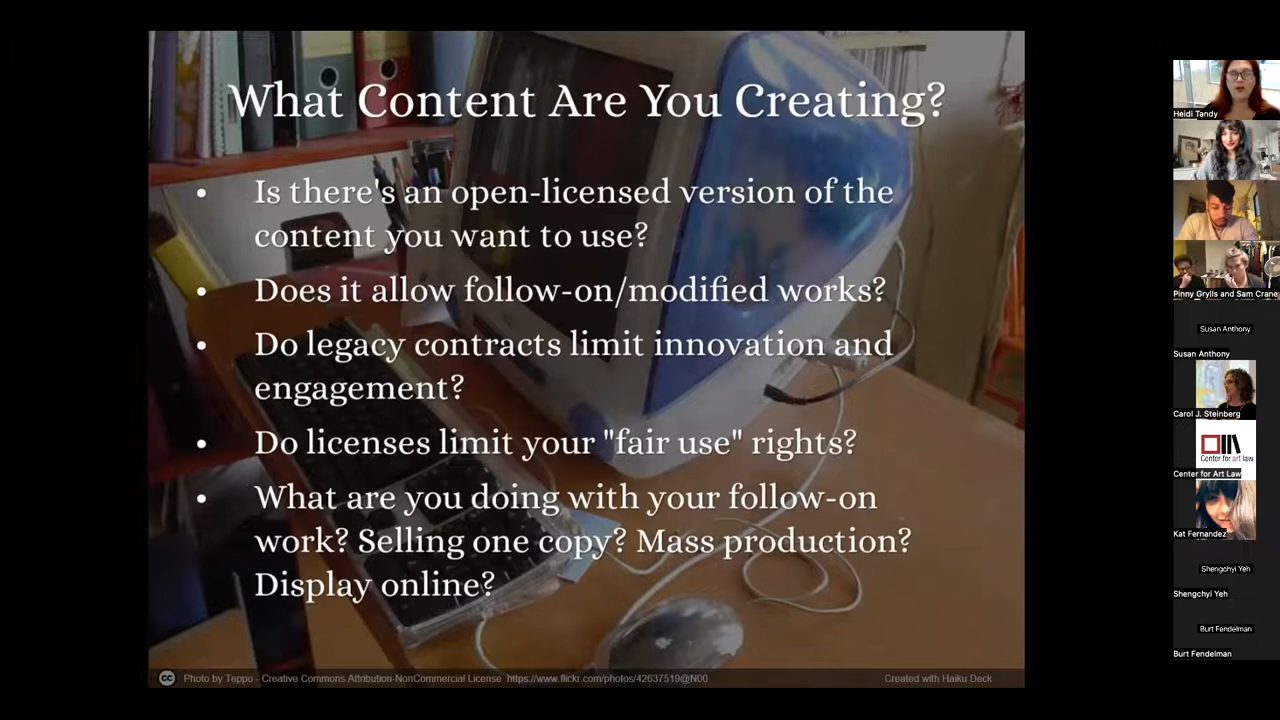 What Content Are You Creating?
• Is there's an open-licensed version of the
content you want to use?
• Does it allow follow-on/modified works?
• Do legacy contracts limit innovation and
engagement?
• Do licenses limit your "fair use" rights?
• What are you doing with your follow-on
work? Selling one copy? Mass production?
Display online?
cc Photo by Teppo - Creative Commons Attribution-NonCommercial License https://www.flickr.com/photos/42637519@N00
Created with Haiku Deck
Heidi Tandy
Pinny Grylls and Sam Crane
Susan Anthony
Susan Anthony
Carol J. Steinberg
Center for art law
Center for Art Law
Kat Fernandez
Shengchyi Yeh
Shengchyi Yeh
Burt Fendelman
Burt Fendelman